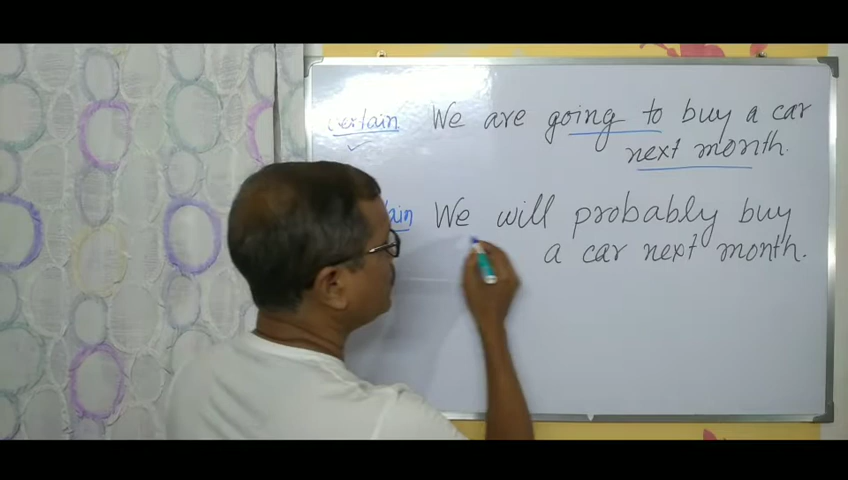 certain We are going to buy a car
next month.
We will probably buy
a car next month.